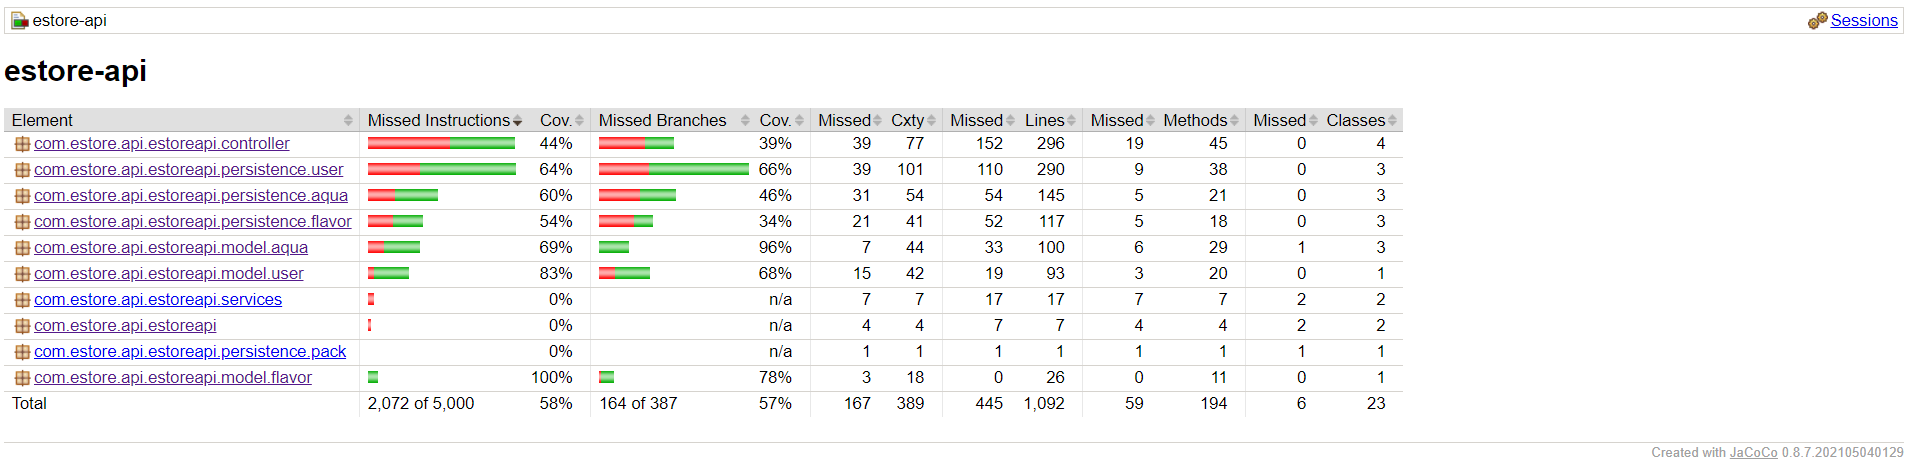 estore-api Sessions
estore-api
Element Missed Instructions Cov. Missed Branches Cov. Missed Cxty Missed Lines Missed Methods Missed Classes
com.estore.api.estoreapi.controller 44% 39% 39 77 152 296 19 45 0 4
com.estore.api.estoreapi.persistence.user 64% 66% 39 101 110 290 9 38 0 3
com.estore.api.estoreapi.persistence.aqua 60% 46% 31 54 54 145 5 21 0 3
com.estore.api.estoreapi.persistence.flavor 54% 34% 21 41 52 117 5 18 0 3
com.estore.api.estoreapi.model.aqua 69% 96% 7 44 33 100 6 29 1 3
com.estore.api.estoreapi.model.user 83% 68% 15 42 19 93 3 20 0 1
com.estore.api.estoreapi.services 0% n/a 7 7 17 17 7 7 2 2
com.estore.api.estoreapi 0% n/a 4 4 7 7 4 4 2 2
com.estore.api.estoreapi.persistence.pack 0% n/a 1 1 1 1 1 1 1 1
com.estore.api.estoreapi.model.flavor 100% 78% 3 18 0 26 0 11 0 1
Total 2,072 of 5,000 58% 164 of 387 57% 167 389 445 1,092 59 194 6 23
Created with JaCoCo 0.8.7.202105040129